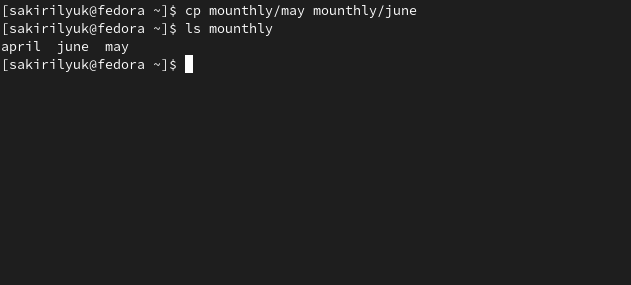 [sakirilyuk@fedora ~]$ cp mounthly/may mounthly/june
[sakirilyuk@fedora ~]$ ls mounthly
april  june  may
[sakirilyuk@fedora ~]$